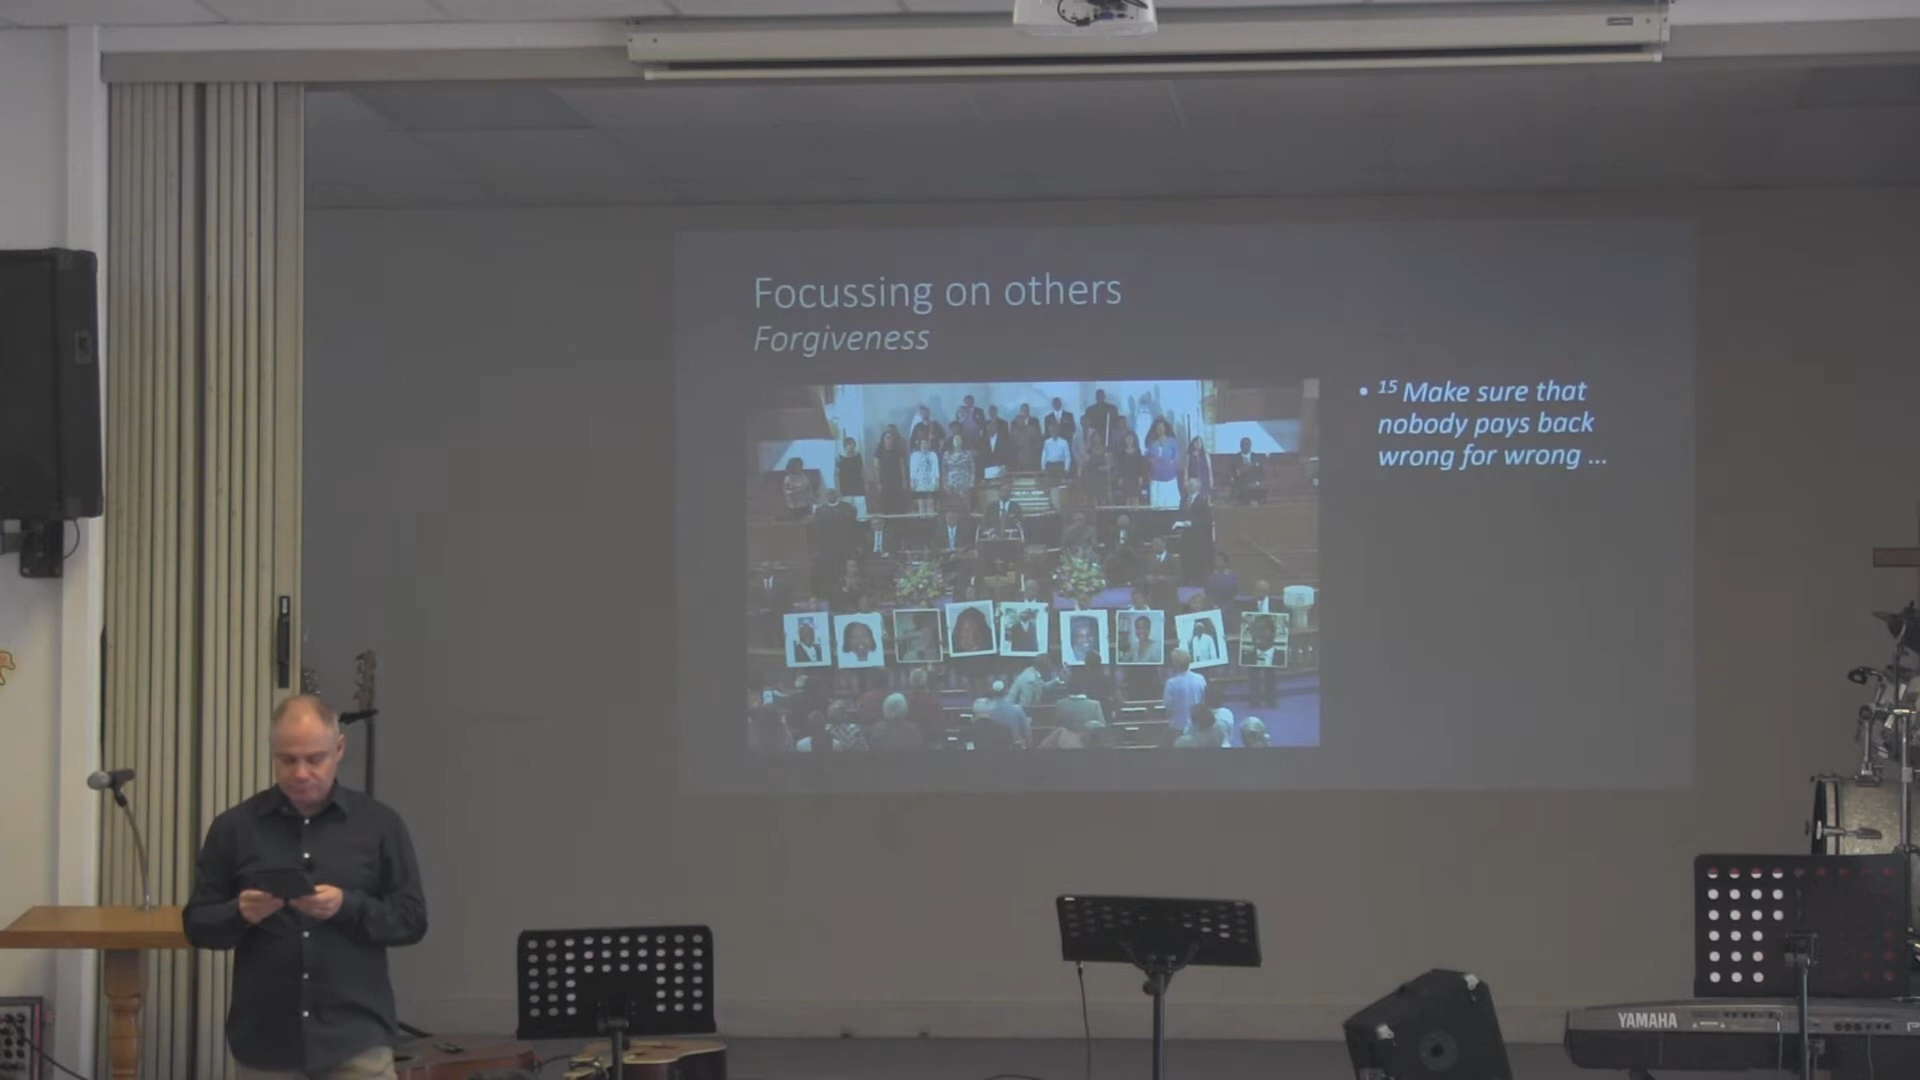 Focussing on others
Forgiveness
• ¹⁵ Make sure that
nobody pays back
wrong for wrong ...
YAMAHA